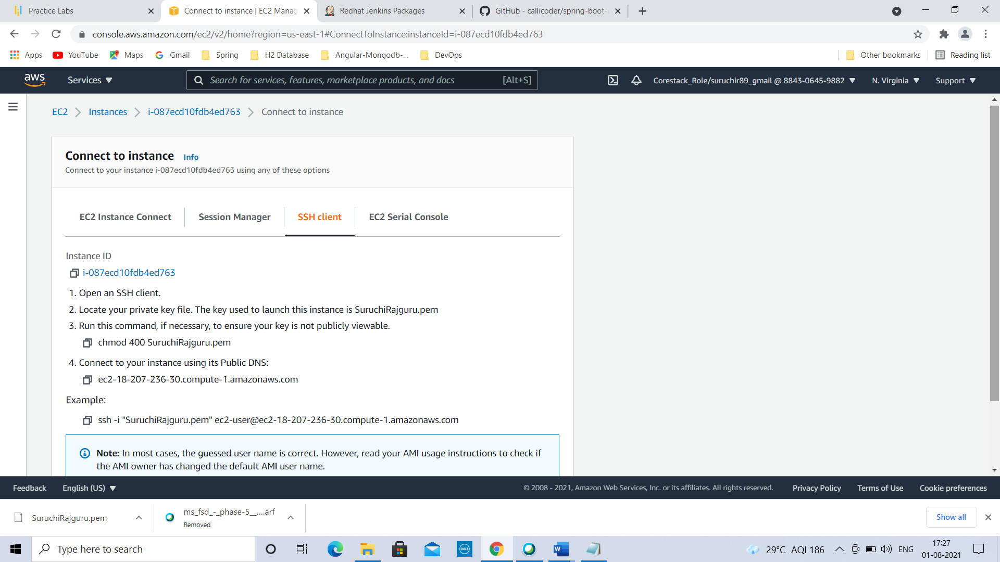 Practice Labs
Connect to instance | EC2 Manag
Redhat Jenkins Packages
GitHub - callicoder/spring-boot-
console.aws.amazon.com/ec2/v2/home?region=us-east-1#ConnectToInstance:instanceId=i-087ecd10fdb4ed763
Apps YouTube Maps Gmail Spring H2 Database Angular-Mongodb-... DevOps Other bookmarks Reading list
aws Services Search for services, features, marketplace products, and docs [Alt+S] Corestack_Role/suruchir89_gmail @ 8843-0645-9882 N. Virginia Support
EC2 Instances i-087ecd10fdb4ed763 Connect to instance
Connect to instance Info
Connect to your instance i-087ecd10fdb4ed763 using any of these options
EC2 Instance Connect Session Manager SSH client EC2 Serial Console
Instance ID
i-087ecd10fdb4ed763
1. Open an SSH client.
2. Locate your private key file. The key used to launch this instance is SuruchiRajguru.pem
3. Run this command, if necessary, to ensure your key is not publicly viewable.
chmod 400 SuruchiRajguru.pem
4. Connect to your instance using its Public DNS:
ec2-18-207-236-30.compute-1.amazonaws.com
Example:
ssh -i "SuruchiRajguru.pem" ec2-user@ec2-18-207-236-30.compute-1.amazonaws.com
Note: In most cases, the guessed user name is correct. However, read your AMI usage instructions to check if
the AMI owner has changed the default AMI user name.
Feedback English (US) © 2008 - 2021, Amazon Web Services, Inc. or its affiliates. All rights reserved. Privacy Policy Terms of Use Cookie preferences
SuruchiRajguru.pem
ms_fsd_-_phase-5__....arf
Removed
Show all
Type here to search
DELL
29°C AQI 186
ENG
17:27
01-08-2021